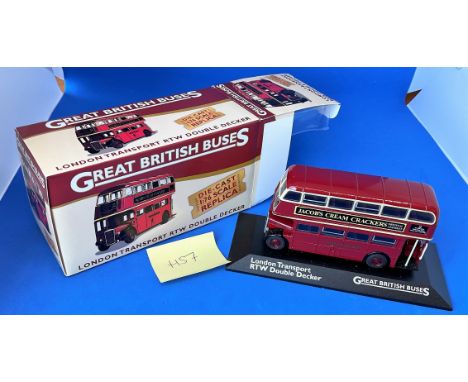 GREAT BRITISH BUSES
LONDON TRANSPORT RTW DOUBLE DECKER
GREAT BRITISH BUSES
DIE-CAST
1:76 SCALE
REPLICA
LONDON TRANSPORT RTW DOUBLE DECKER
H57
JACOB'S CREAM CRACKERS
London Transport
RTW Double Decker
GREAT BRITISH BUSES